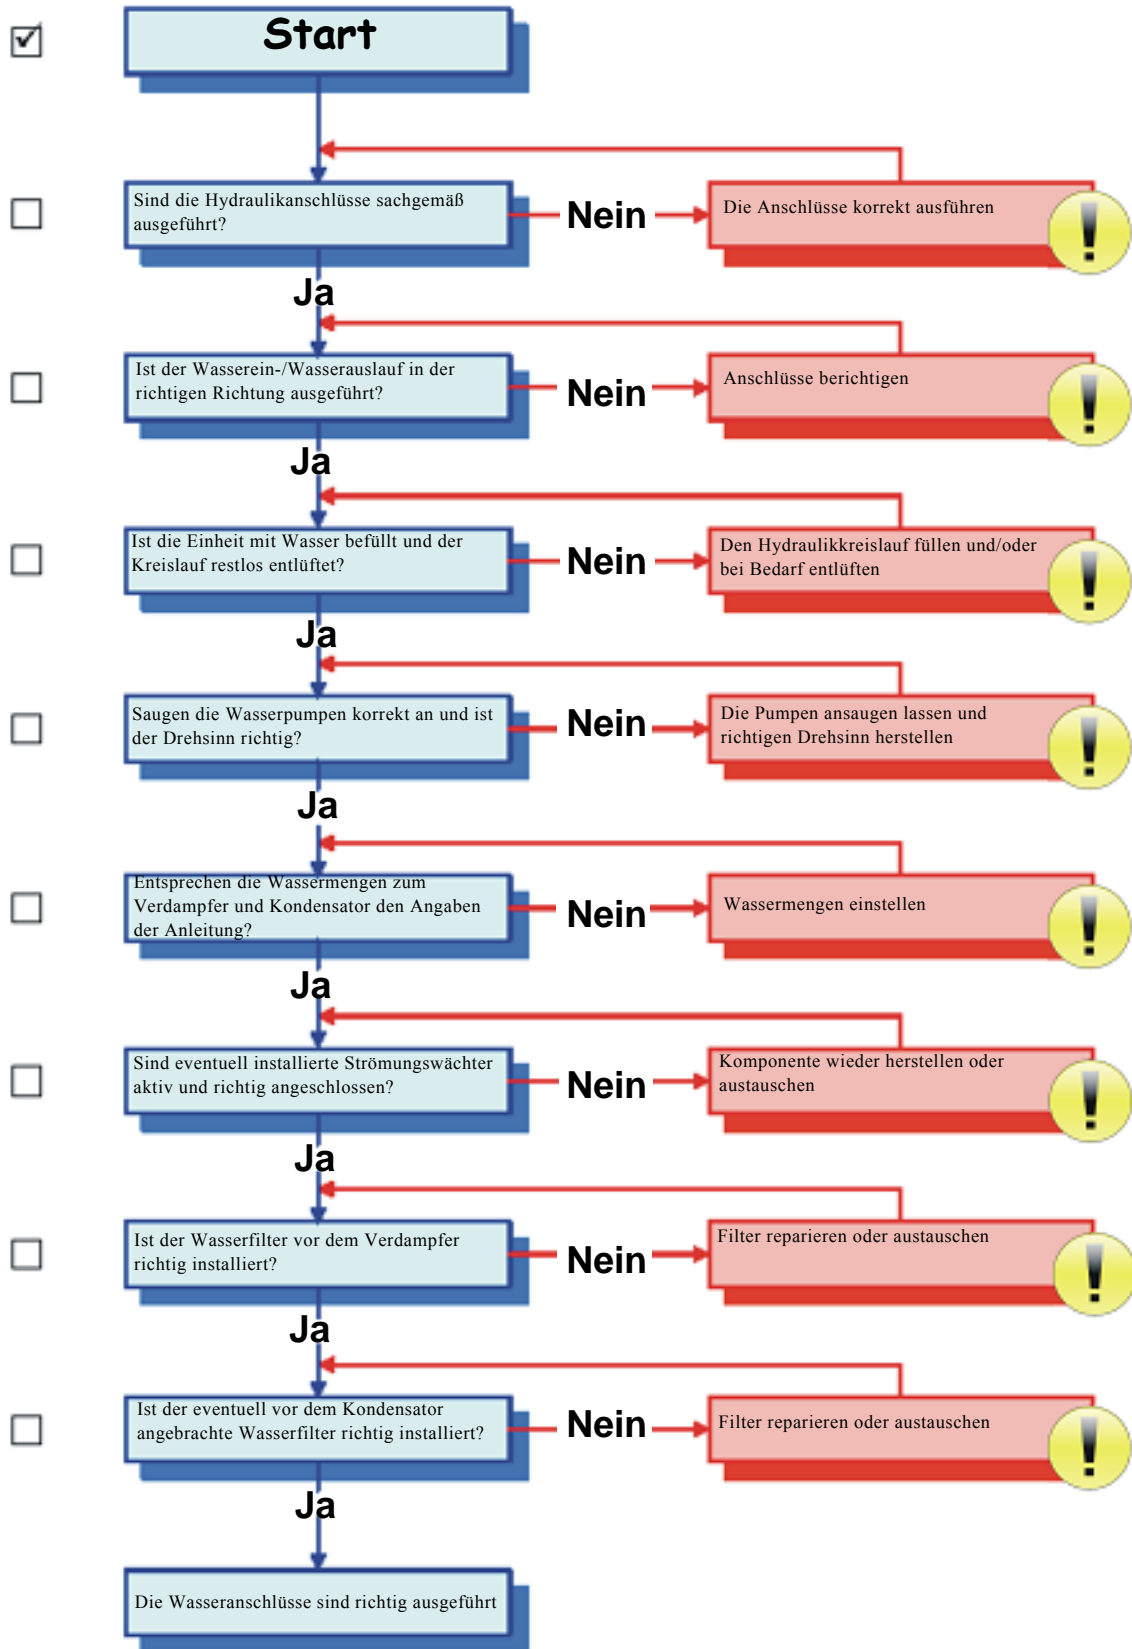 Start
Sind die Hydraulikanschlüsse sachgemäß
ausgeführt?
Nein
Die Anschlüsse korrekt ausführen
!
Ja
Ist der Wasserein-/Wasserauslauf in der
richtigen Richtung ausgeführt?
Nein
Anschlüsse berichtigen
!
Ja
Ist die Einheit mit Wasser befüllt und der
Kreislauf restlos entlüftet?
Nein
Den Hydraulikkreislauf füllen und/oder
bei Bedarf entlüften
!
Ja
Saugen die Wasserpumpen korrekt an und ist
der Drehsinn richtig?
Nein
Die Pumpen ansaugen lassen und
richtigen Drehsinn herstellen
!
Ja
Entsprechen die Wassermengen zum
Verdampfer und Kondensator den Angaben
der Anleitung?
Nein
Wassermengen einstellen
!
Ja
Sind eventuell installierte Strömungswächter
aktiv und richtig angeschlossen?
Nein
Komponente wieder herstellen oder
austauschen
!
Ja
Ist der Wasserfilter vor dem Verdampfer
richtig installiert?
Nein
Filter reparieren oder austauschen
!
Ja
Ist der eventuell vor dem Kondensator
angebrachte Wasserfilter richtig installiert?
Nein
Filter reparieren oder austauschen
!
Ja
Die Wasseranschlüsse sind richtig ausgeführt